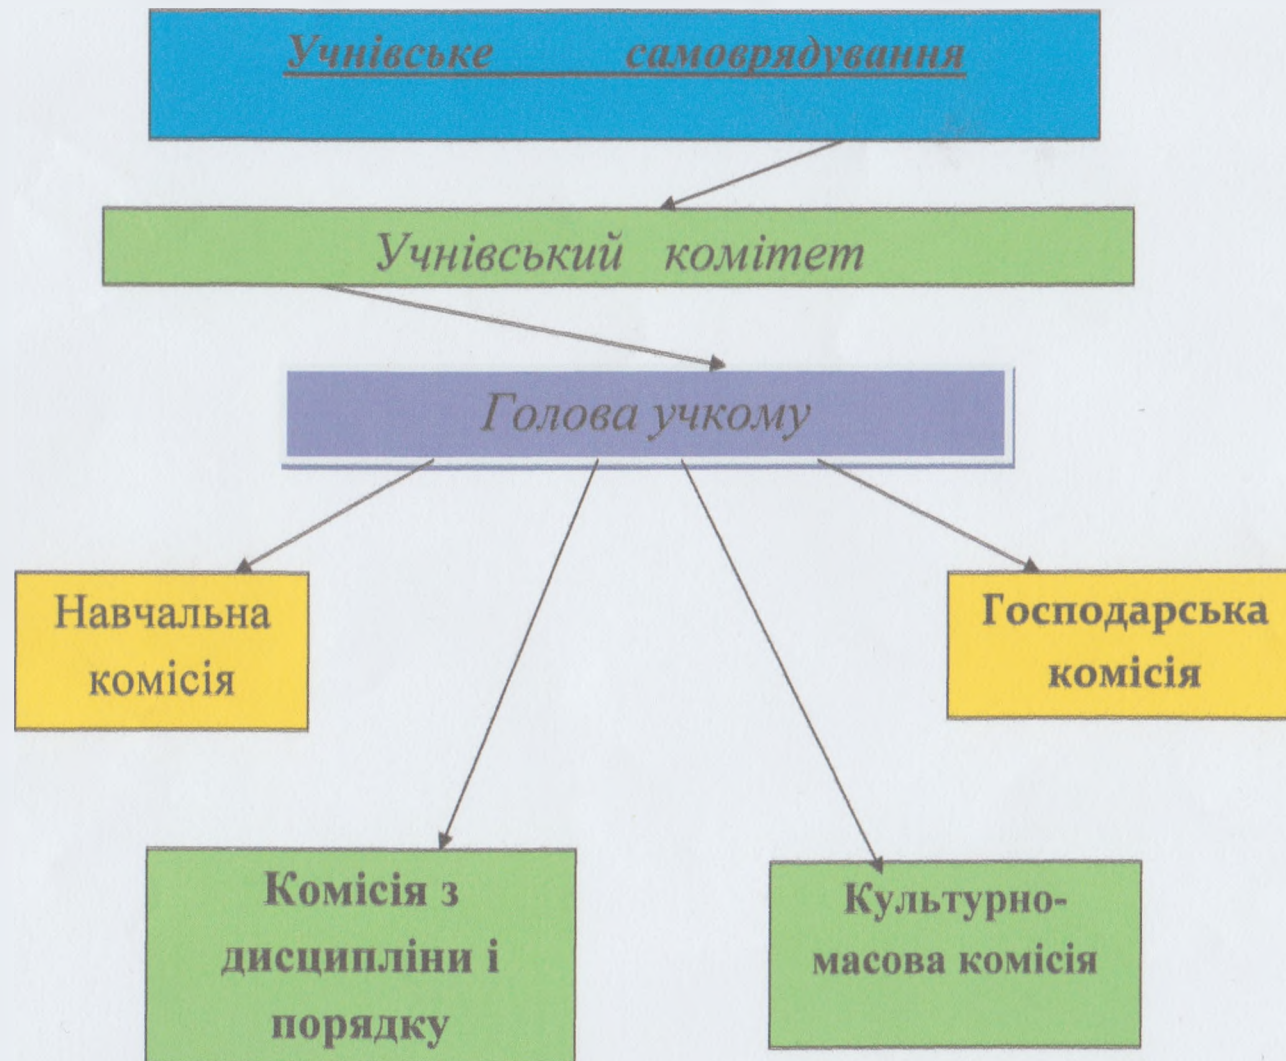 Учнівське самоврядування
Учнівський комітет
Голова учкому
Навчальна
комісія
Господарська
комісія
Комісія з
дисципліни і
порядку
Культурно-
масова комісія